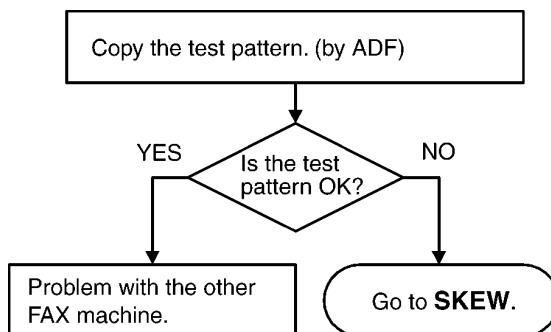 Copy the test pattern. (by ADF)
YES
NO
Is the test
pattern OK?
Problem with the other
FAX machine.
Go to SKEW.